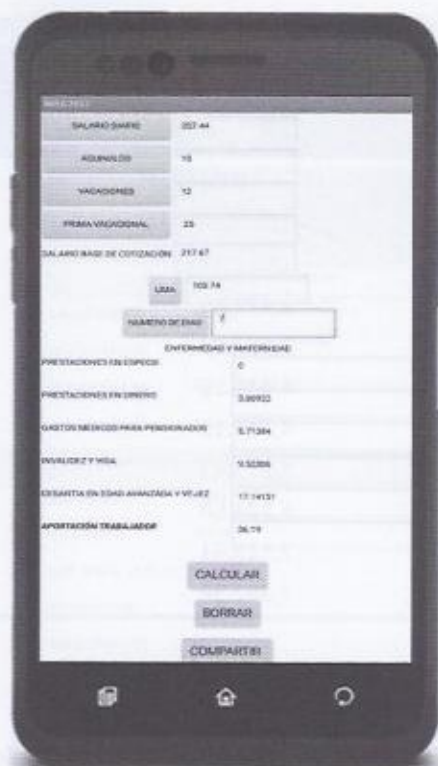 SALARIO DIARIO 207.44
AGUINALDO 15
VACACIONES 12
PRIMA VACACIONAL 25
SALARIO BASE DE COTIZACIÓN 217.67
UMA 103.74
NUMERO DE DIAS 7
ENFERMEDAD Y MATERNIDAD
PRESTACIONES EN ESPECIE 0
PRESTACIONES EN DINERO 3.80922
GASTOS MEDICOS PARA PENSIONADOS 5.71384
INVALIDEZ Y VIDA 9.52306
CESANTIA EN EDAD AVANZADA Y VEJEZ 17.14151
APORTACIÓN TRABAJADOR 36.19
CALCULAR
BORRAR
COMPARTIR